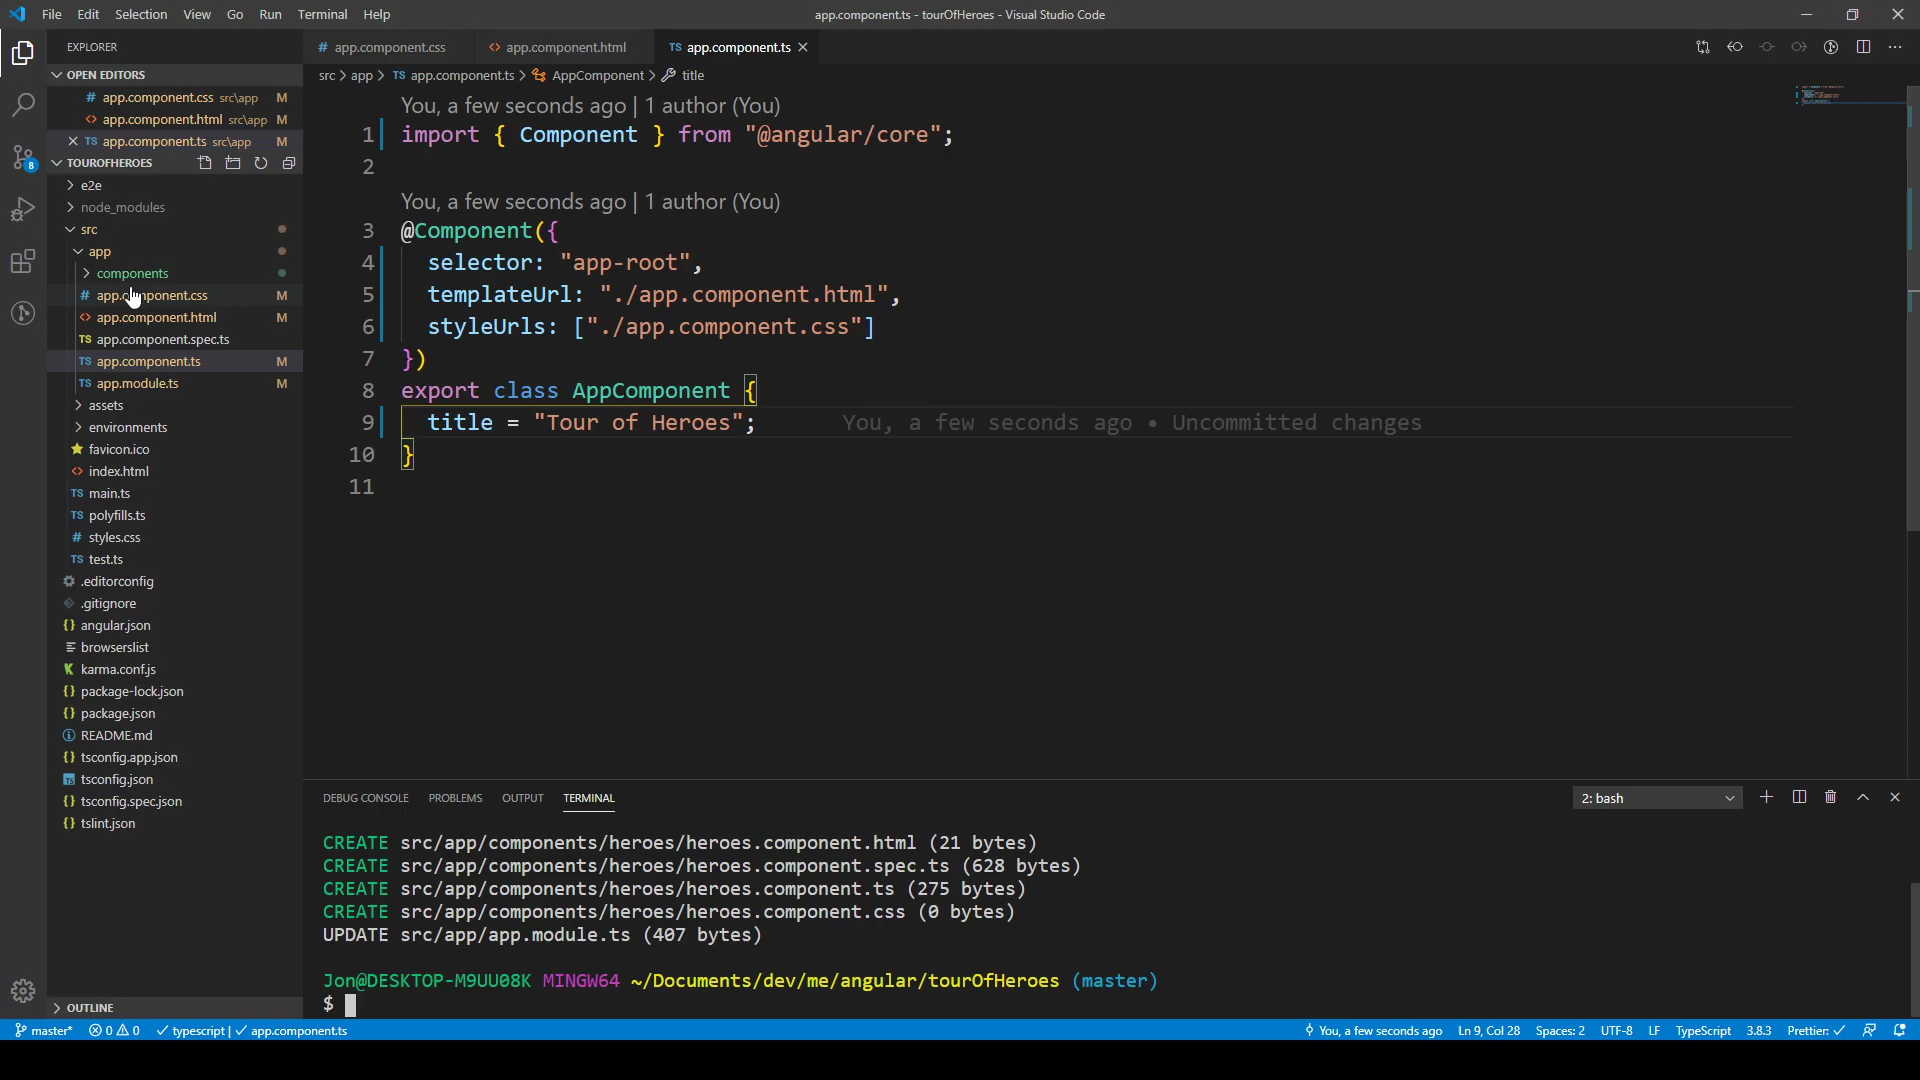 File Edit Selection View Go Run Terminal Help
app.component.ts - tourOfHeroes - Visual Studio Code
EXPLORER
OPEN EDITORS
# app.component.css src\app M
<> app.component.html src\app M
TS app.component.ts src\app M
TOUROFHEROES
e2e
node_modules
src
app
components
# app.component.css M
<> app.component.html M
TS app.component.spec.ts
TS app.component.ts M
TS app.module.ts M
assets
environments
favicon.ico
<> index.html
TS main.ts
TS polyfills.ts
# styles.css
TS test.ts
.editorconfig
.gitignore
{} angular.json
browserslist
K karma.conf.js
{} package-lock.json
{} package.json
README.md
{} tsconfig.app.json
TS tsconfig.json
{} tsconfig.spec.json
{} tslint.json
OUTLINE
8
# app.component.css <> app.component.html TS app.component.ts
src > app > TS app.component.ts > AppComponent > title
You, a few seconds ago | 1 author (You)
1 import { Component } from "@angular/core";
2
You, a few seconds ago | 1 author (You)
3 @Component({
4 selector: "app-root",
5 templateUrl: "./app.component.html",
6 styleUrls: ["./app.component.css"]
7 })
8 export class AppComponent {
9 title = "Tour of Heroes"; You, a few seconds ago • Uncommitted changes
10 }
11
DEBUG CONSOLE PROBLEMS OUTPUT TERMINAL 2: bash
CREATE src/app/components/heroes/heroes.component.html (21 bytes)
CREATE src/app/components/heroes/heroes.component.spec.ts (628 bytes)
CREATE src/app/components/heroes/heroes.component.ts (275 bytes)
CREATE src/app/components/heroes/heroes.component.css (0 bytes)
UPDATE src/app/app.module.ts (407 bytes)
Jon@DESKTOP-M9UU08K MINGW64 ~/Documents/dev/me/angular/tourOfHeroes (master)
$
master* 0 0 typescript | app.component.ts You, a few seconds ago Ln 9, Col 28 Spaces: 2 UTF-8 LF TypeScript 3.8.3 Prettier: ✓